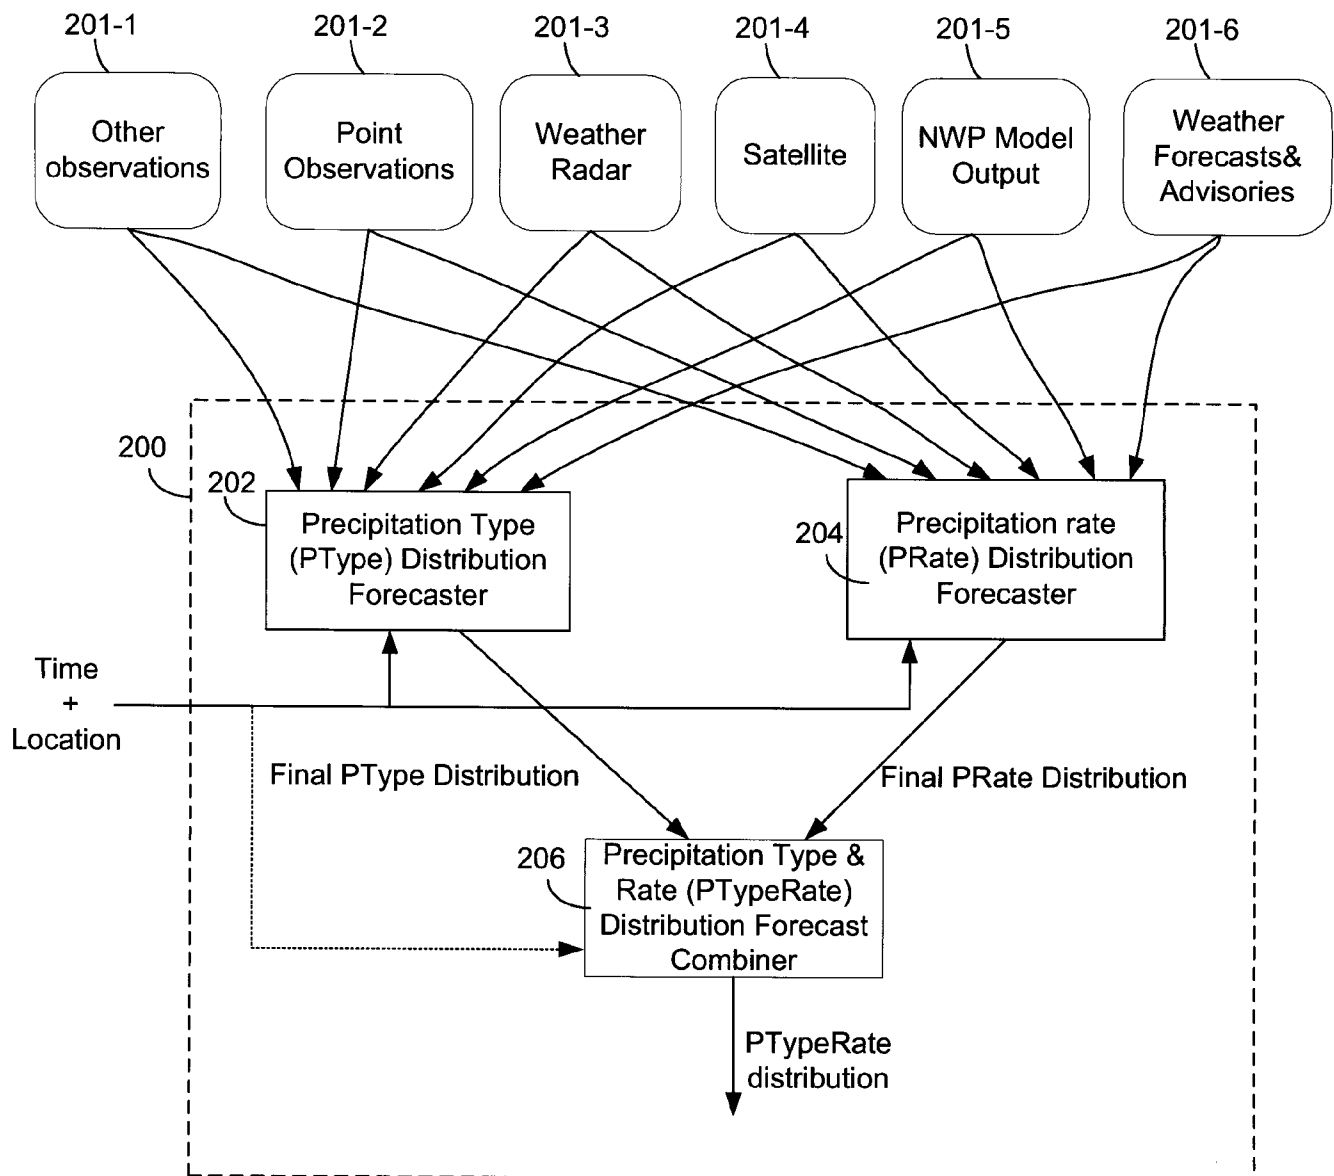 201-1
201-2
201-3
201-4
201-5
201-6
Other
observations
Point
Observations
Weather
Radar
Satellite
NWP Model
Output
Weather
Forecasts&
Advisories
200
202
Precipitation Type
(PType) Distribution
Forecaster
204
Precipitation rate
(PRate) Distribution
Forecaster
Time
+
Location
Final PType Distribution
Final PRate Distribution
206
Precipitation Type &
Rate (PTypeRate)
Distribution Forecast
Combiner
PTypeRate
distribution